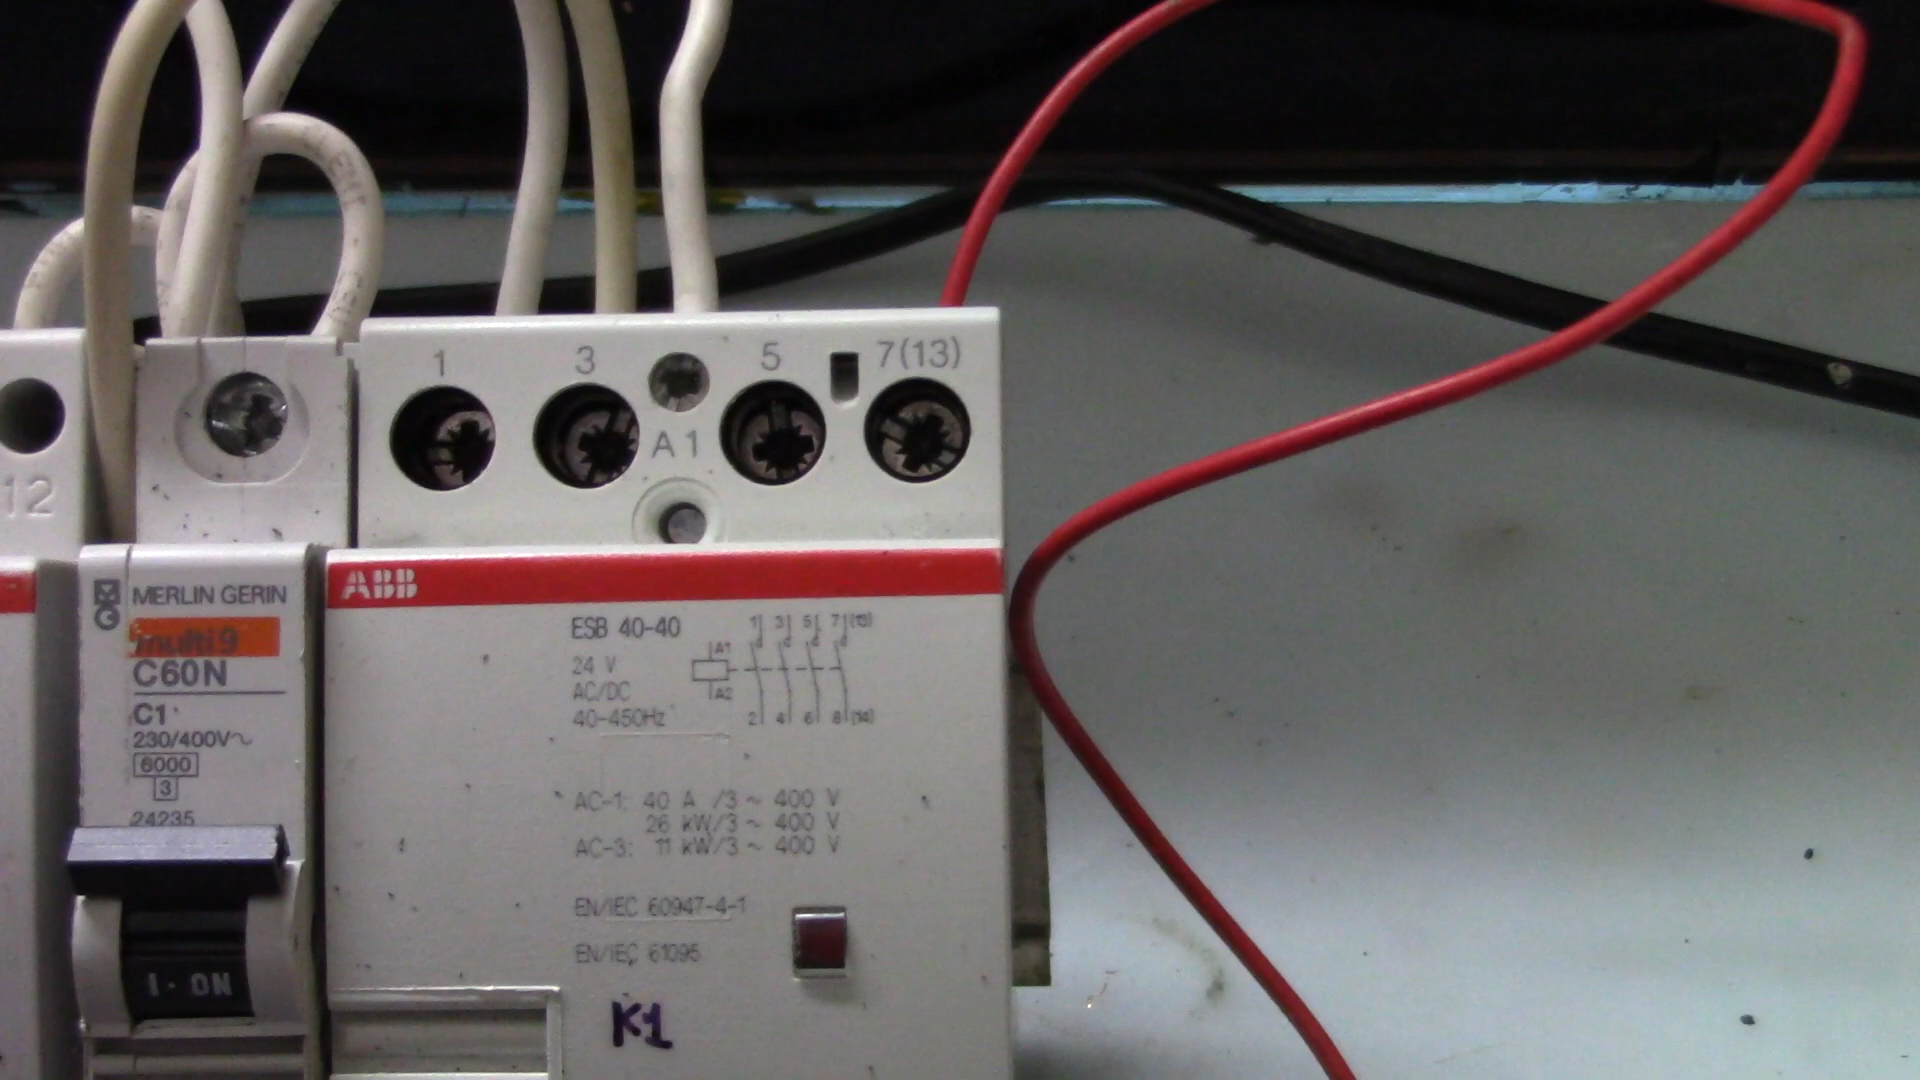 1
3
5
7(13)
A1
12
MERLIN GERIN
multi 9
C60N
C1
230/400V~
6000
3
24235
I·ON
ABB
ESB 40-40
24 V
AC/DC
40-450Hz
1 3 5 7 (13)
A1
A2
2 4 6 8 (14)
AC-1: 40 A /3 ~ 400 V
26 kW/3 ~ 400 V
AC-3: 11 kW/3 ~ 400 V
EN/IEC 60947-4-1
EN/IEC 61095
K1